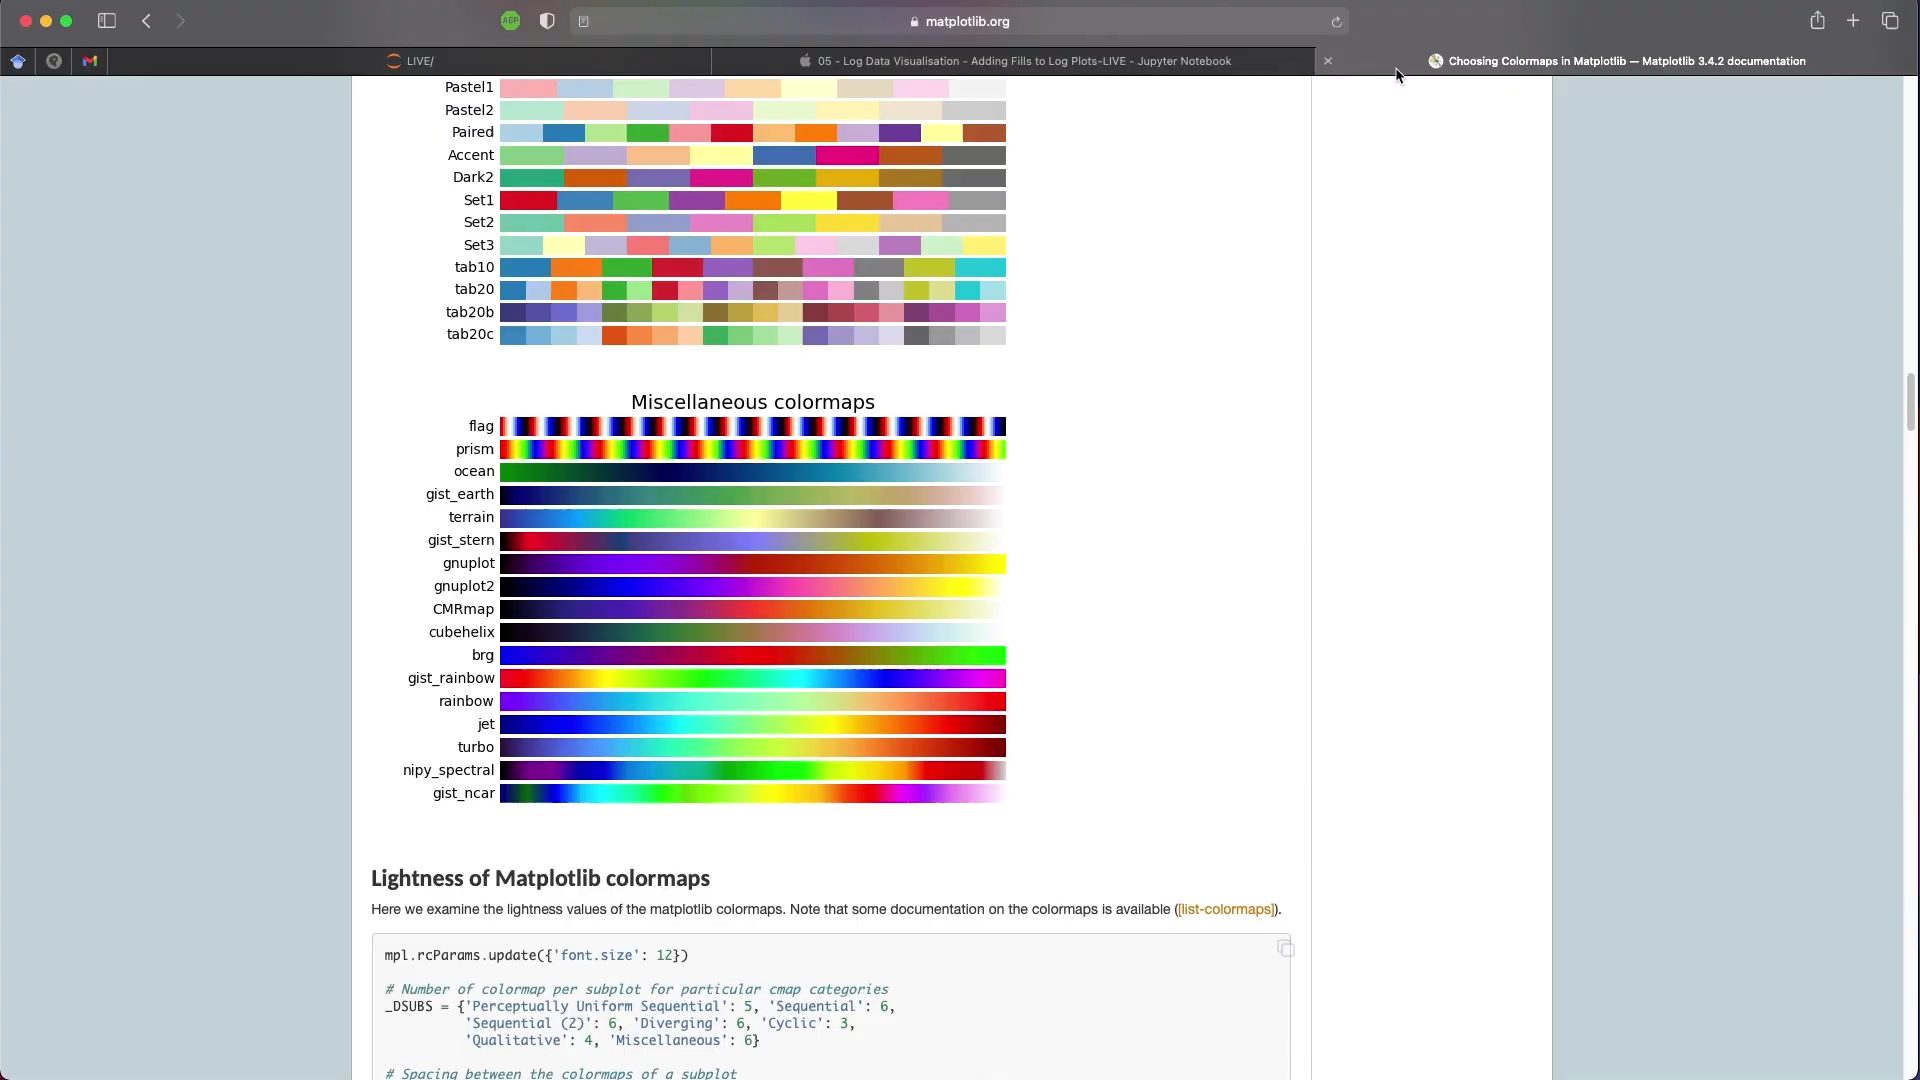 matplotlib.org
LIVE/
05 - Log Data Visualisation - Adding Fills to Log Plots-LIVE - Jupyter Notebook
Choosing Colormaps in Matplotlib — Matplotlib 3.4.2 documentation
Pastel1
Pastel2
Paired
Accent
Dark2
Set1
Set2
Set3
tab10
tab20
tab20b
tab20c
Miscellaneous colormaps
flag
prism
ocean
gist_earth
terrain
gist_stern
gnuplot
gnuplot2
CMRmap
cubehelix
brg
gist_rainbow
rainbow
jet
turbo
nipy_spectral
gist_ncar
Lightness of Matplotlib colormaps
Here we examine the lightness values of the matplotlib colormaps. Note that some documentation on the colormaps is available ([list-colormaps]).
mpl.rcParams.update({'font.size': 12})
# Number of colormap per subplot for particular cmap categories
_DSUBS = {'Perceptually Uniform Sequential': 5, 'Sequential': 6,
'Sequential (2)': 6, 'Diverging': 6, 'Cyclic': 3,
'Qualitative': 4, 'Miscellaneous': 6}
# Spacing between the colormaps of a subplot